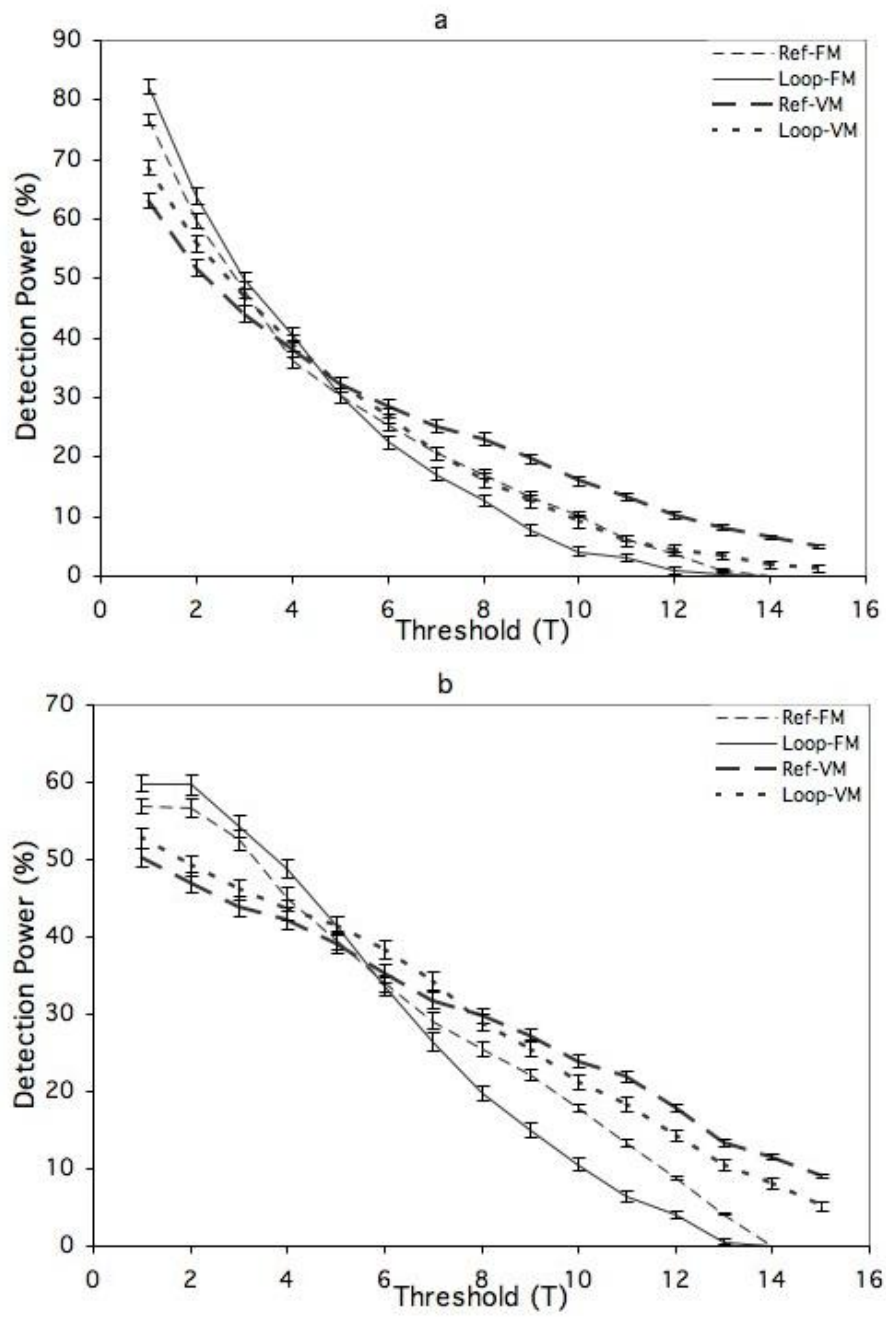 a
90
80
70
60
50
40
30
20
10
0
Detection Power (%)
Ref-FM
Loop-FM
Ref-VM
Loop-VM
0 2 4 6 8 10 12 14 16
Threshold (T)
b
70
60
50
40
30
20
10
0
Detection Power (%)
Ref-FM
Loop-FM
Ref-VM
Loop-VM
0 2 4 6 8 10 12 14 16
Threshold (T)